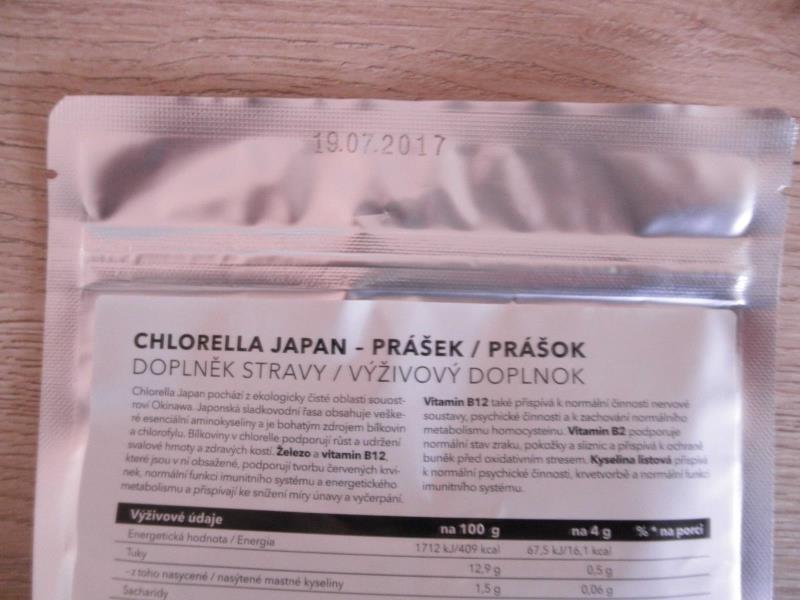 19.07.2017
CHLORELLA JAPAN - PRÁŠEK / PRÁŠOK
DOPLNĚK STRAVY / VÝŽIVOVÝ DOPLNOK
Chlorella Japan pochází z ekologicky čisté oblasti souost-
roví Okinawa. Japonská sladkovodní řasa obsahuje veške-
ré esenciální aminokyseliny a je bohatým zdrojem bílkovin
a chlorofylu. Bílkoviny v chlorelle podporují růst a udržení
svalové hmoty a zdravých kostí. Železo a vitamin B12,
které jsou v ní obsažené, podporují tvorbu červených krvi-
nek, normální funkci imunitního systému a energetického
metabolismu a přispívají ke snížení míry únavy a vyčerpání.
Vitamin B12 také přispívá k normální činnosti nervové
soustavy, psychické činnosti a k zachování normálního
metabolismu homocysteinu. Vitamin B2 podporuje
normální stav zraku, pokožky a sliznic a přispívá k ochraně
buněk před oxidativním stresem. Kyselina listová přispívá
k normální psychické činnosti, krvetvorbě a normální funkci
imunitního systému.
Výživové údaje na 100 g na 4 g % * na porci
Energetická hodnota / Energia 1712 kJ/409 kcal 67,5 kJ/16,1 kcal
Tuky 12,9 g 0,5 g
- z toho nasycené / nasýtené mastné kyseliny 1,5 g 0,06 g
Sacharidy